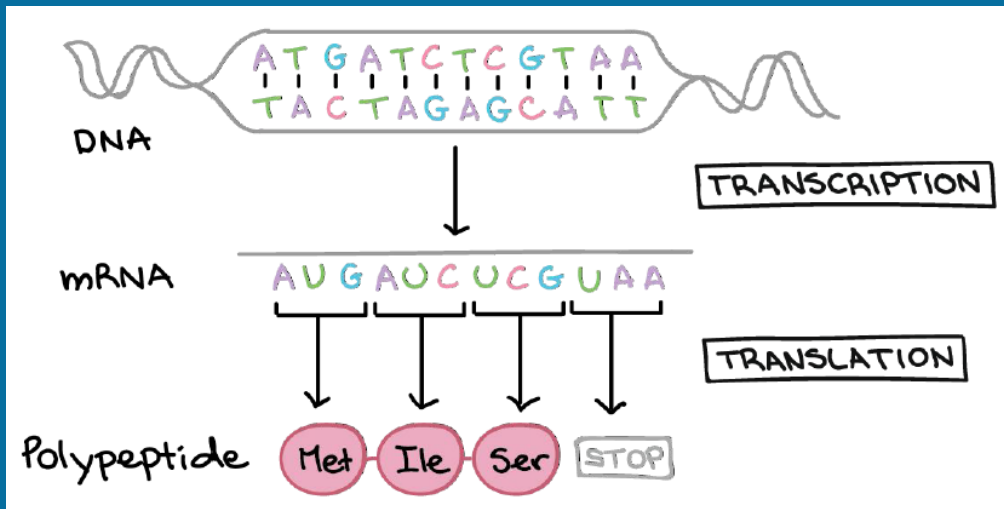 ATGATCTCGTAA
TACTAGAGCATT
DNA
TRANSCRIPTION
mRNA AUGAUCUCGUAA
TRANSLATION
Polypeptide Met Ile Ser STOP